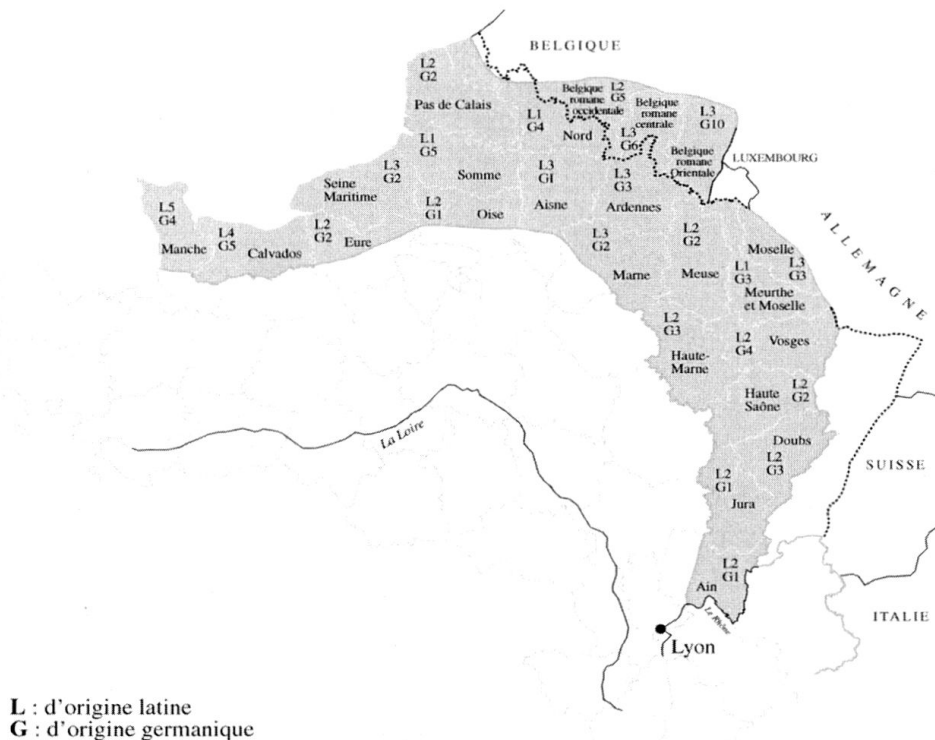 BELGIQUE
L2
G2
Pas de Calais
Belgique
romane
occidentale
L2
G5
Belgique
romane
centrale
L3
G10
L1
G4
Nord
L3
G6
Belgique
romane
Orientale
LUXEMBOURG
L1
G5
L3
G2
Somme
L3
GI
L3
G3
Seine
Maritime
Aisne
Ardennes
L2
G1
Oise
L5
G4
Manche
L4
G5
Calvados
L2
G2
Eure
L3
G2
Marne
L2
G2
Meuse
Moselle
L1
G3
L3
G3
Meurthe
et Moselle
ALLEMAGNE
L2
G3
Haute-
Marne
L2
G4
Vosges
L2
G2
Haute
Saône
La Loire
Doubs
L2
G3
SUISSE
L2
G1
Jura
L2
G1
Ain
Le Rhône
ITALIE
Lyon
L : d'origine latine
G : d'origine germanique